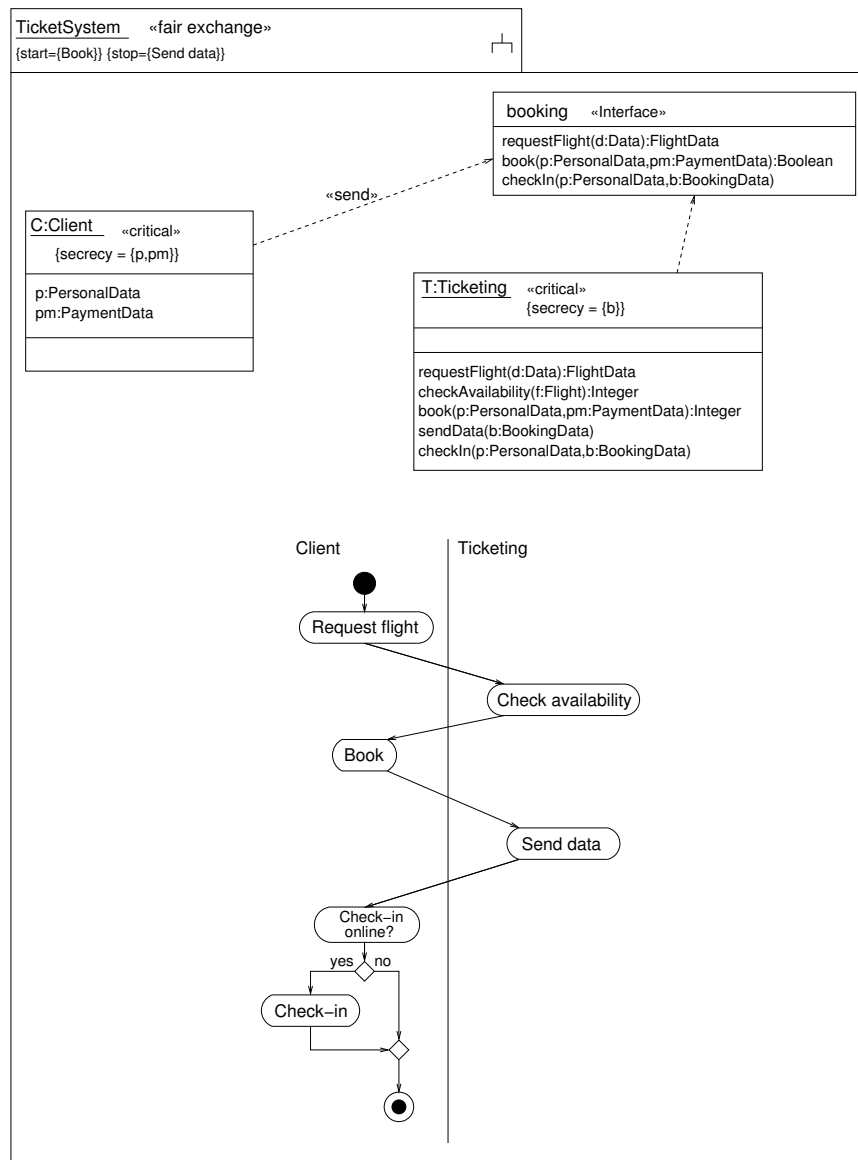 TicketSystem «fair exchange»
{start={Book}} {stop={Send data}}
booking «Interface»
requestFlight(d:Data):FlightData
book(p:PersonalData,pm:PaymentData):Boolean
checkIn(p:PersonalData,b:BookingData)
«send»
C:Client «critical»
{secrecy = {p,pm}}
p:PersonalData
pm:PaymentData
T:Ticketing «critical»
{secrecy = {b}}
requestFlight(d:Data):FlightData
checkAvailability(f:Flight):Integer
book(p:PersonalData,pm:PaymentData):Integer
sendData(b:BookingData)
checkIn(p:PersonalData,b:BookingData)
Client Ticketing
Request flight
Check availability
Book
Send data
Check−in
online?
yes no
Check−in